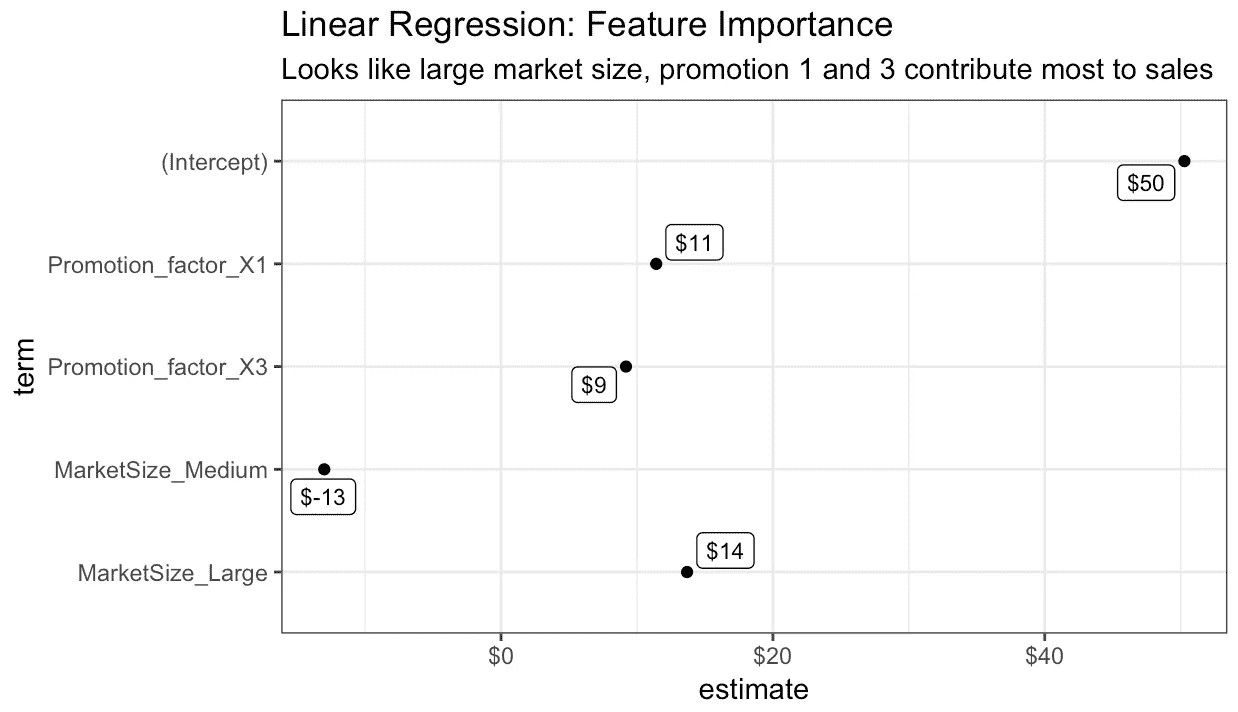 Linear Regression: Feature Importance
Looks like large market size, promotion 1 and 3 contribute most to sales
(Intercept)
$50
$11
Promotion_factor_X1
term
Promotion_factor_X3
$9
MarketSize_Medium
$-13
$14
MarketSize_Large
$0
$20
$40
estimate